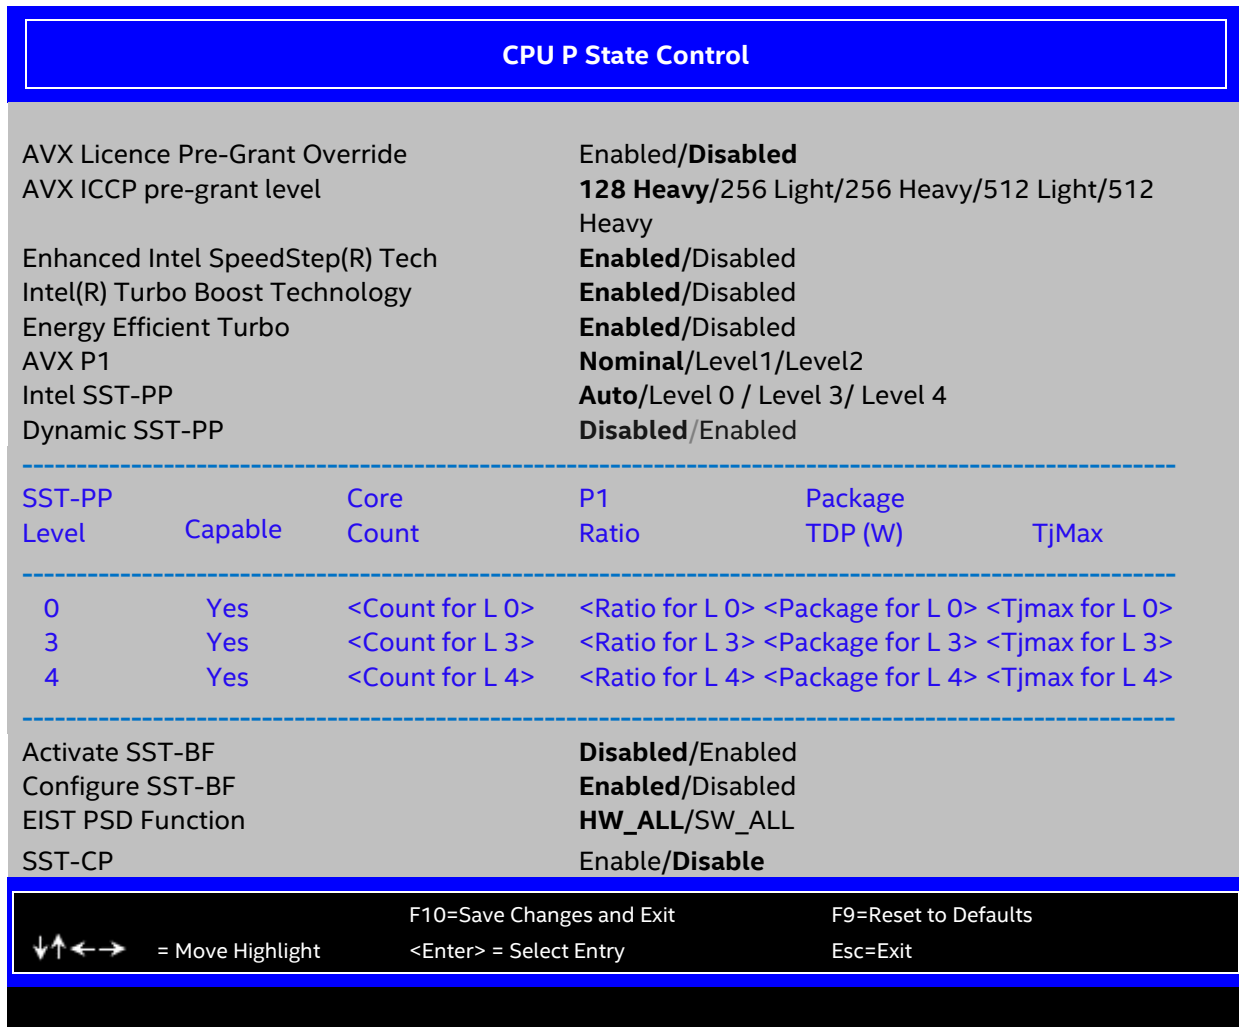 CPU P State Control
AVX Licence Pre-Grant Override Enabled/Disabled
AVX ICCP pre-grant level 128 Heavy/256 Light/256 Heavy/512 Light/512
Heavy
Enhanced Intel SpeedStep(R) Tech Enabled/Disabled
Intel(R) Turbo Boost Technology Enabled/Disabled
Energy Efficient Turbo Enabled/Disabled
AVX P1 Nominal/Level1/Level2
Intel SST-PP Auto/Level 0 / Level 3/ Level 4
Dynamic SST-PP Disabled/Enabled
SST-PP Core P1 Package
Level Capable Count Ratio TDP (W) TjMax
0 Yes <Count for L 0> <Ratio for L 0> <Package for L 0> <Tjmax for L 0>
3 Yes <Count for L 3> <Ratio for L 3> <Package for L 3> <Tjmax for L 3>
4 Yes <Count for L 4> <Ratio for L 4> <Package for L 4> <Tjmax for L 4>
Activate SST-BF Disabled/Enabled
Configure SST-BF Enabled/Disabled
EIST PSD Function HW_ALL/SW_ALL
SST-CP Enable/Disable
F10=Save Changes and Exit F9=Reset to Defaults
↓↑←→ = Move Highlight <Enter> = Select Entry Esc=Exit